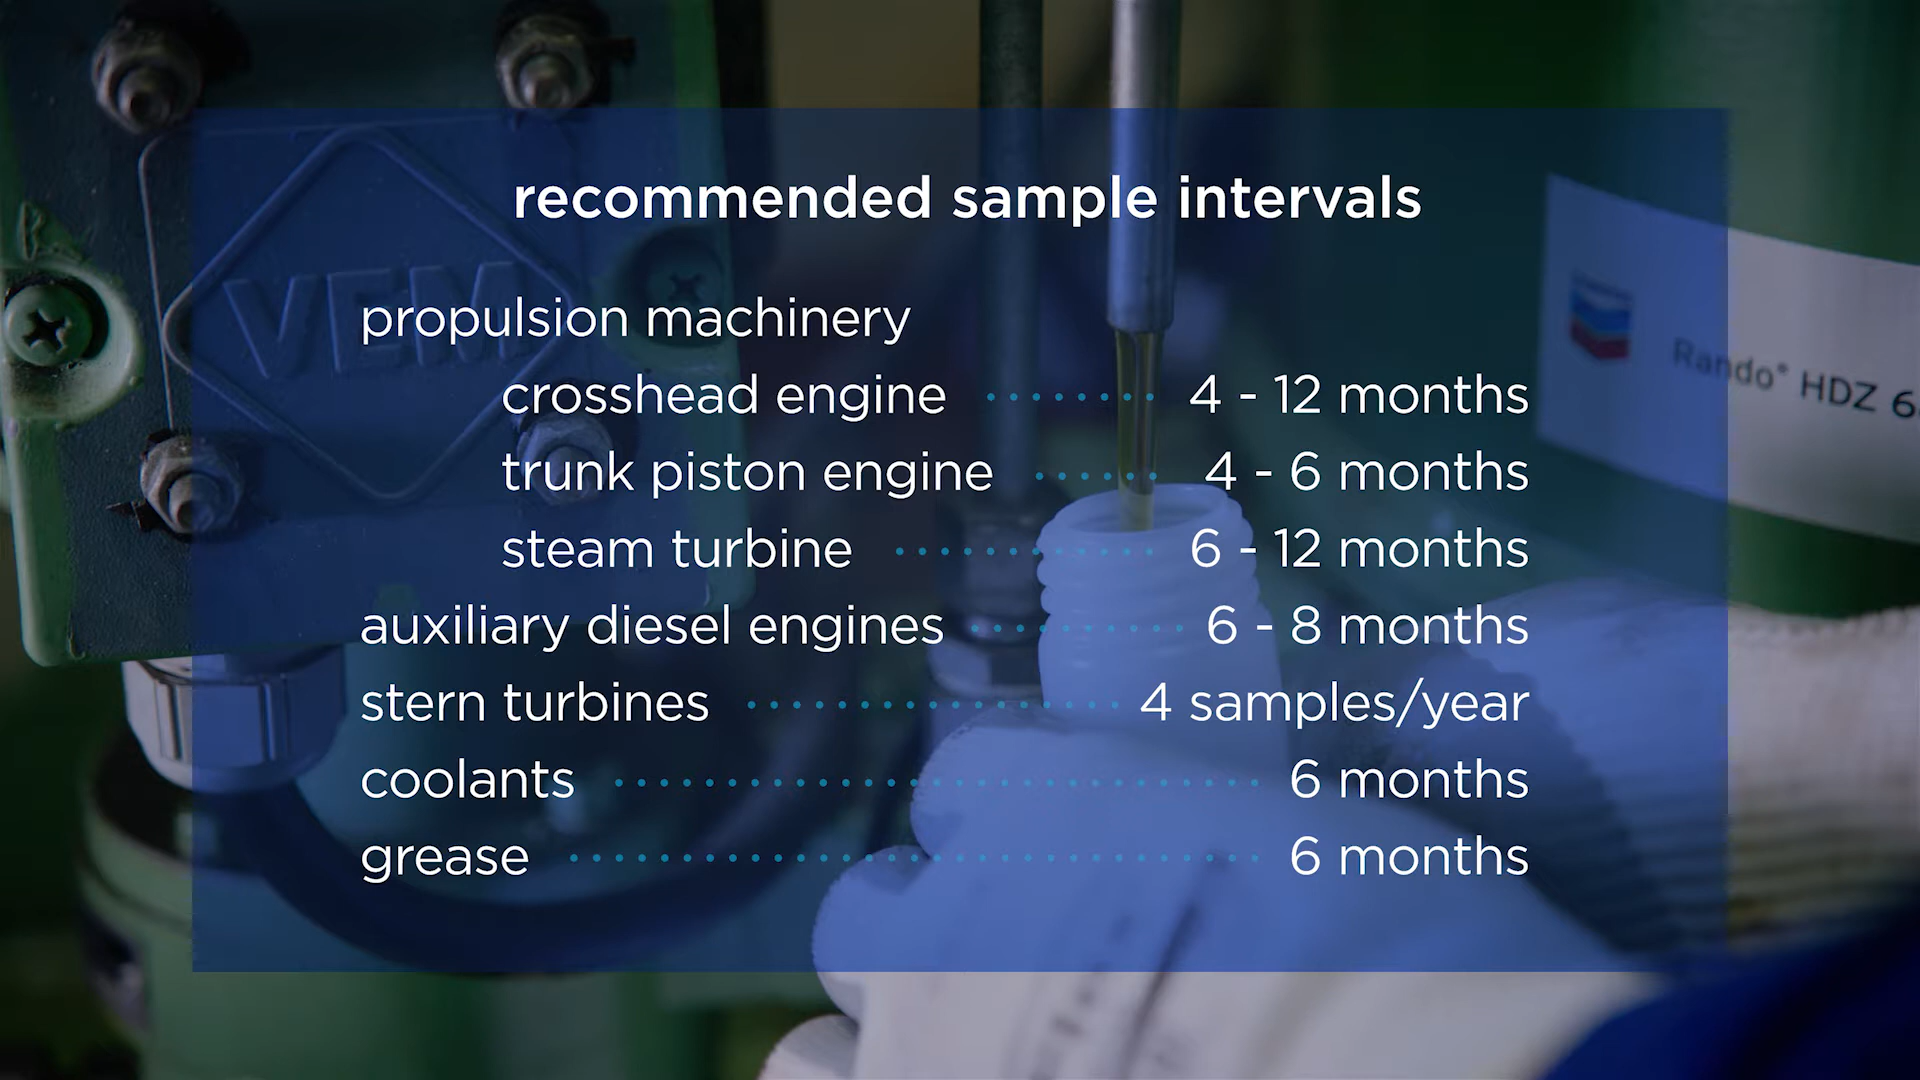 recommended sample intervals
propulsion machinery
crosshead engine 4 - 12 months
trunk piston engine 4 - 6 months
steam turbine 6 - 12 months
auxiliary diesel engines 6 - 8 months
stern turbines 4 samples/year
coolants 6 months
grease 6 months
VEM
Rando® HDZ